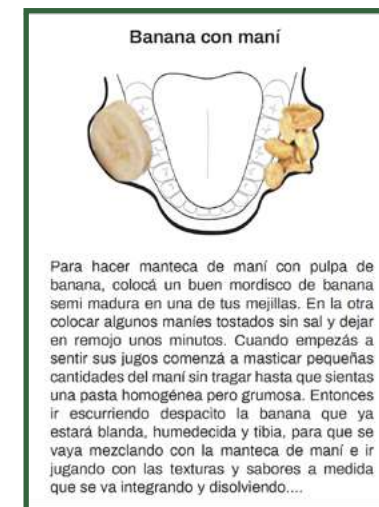 Banana con maní
Para hacer manteca de maní con pulpa de
banana, colocá un buen mordisco de banana
semi madura en una de tus mejillas. En la otra
colocar algunos maníes tostados sin sal y dejar
en remojo unos minutos. Cuando empezás a
sentir sus jugos comenzá a masticar pequeñas
cantidades del maní sin tragar hasta que sientas
una pasta homogénea pero grumosa. Entonces
ir escurriendo despacito la banana que ya
estará blanda, humedecida y tibia, para que se
vaya mezclando con la manteca de maní e ir
jugando con las texturas y sabores a medida
que se va integrando y disolviendo....